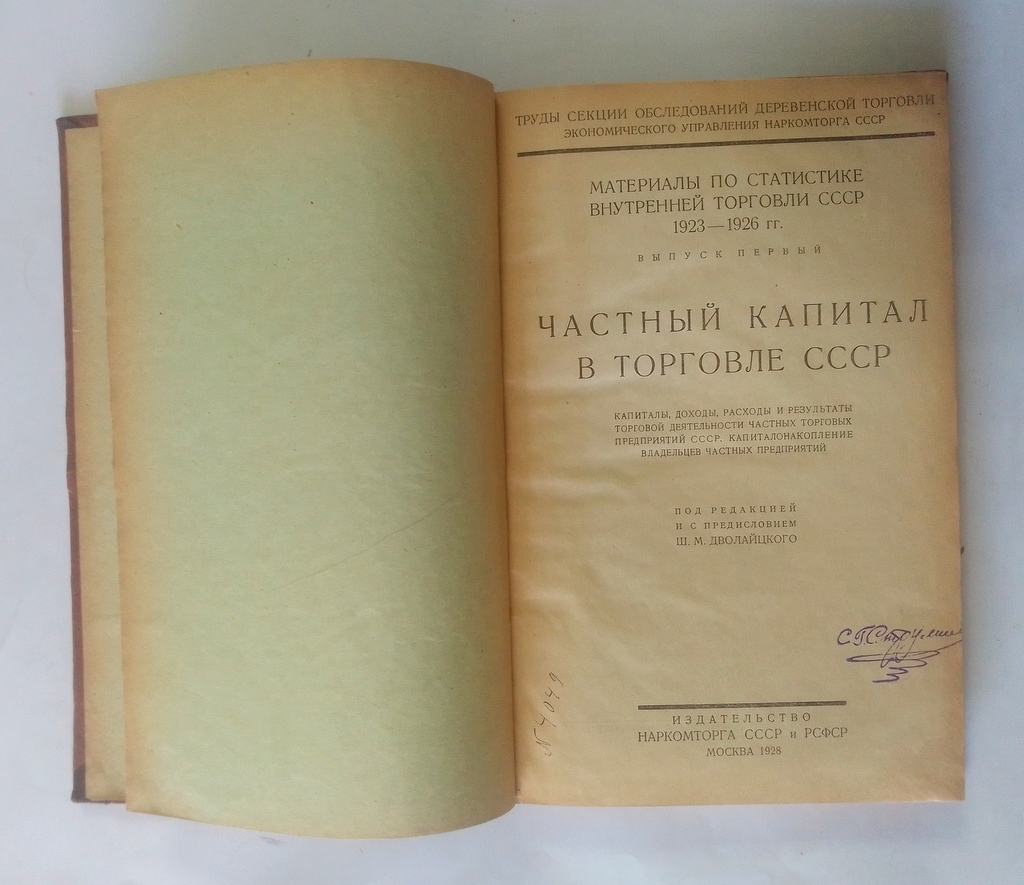 ТРУДЫ СЕКЦИИ ОБСЛЕДОВАНИЙ ДЕРЕВЕНСКОЙ ТОРГОВЛИ
ЭКОНОМИЧЕСКОГО УПРАВЛЕНИЯ НАРКОМТОРГА СССР
МАТЕРИАЛЫ ПО СТАТИСТИКЕ
ВНУТРЕННЕЙ ТОРГОВЛИ СССР
1923—1926 гг.
ВЫПУСК ПЕРВЫЙ
ЧАСТНЫЙ КАПИТАЛ
В ТОРГОВЛЕ СССР
КАПИТАЛЫ, ДОХОДЫ, РАСХОДЫ И РЕЗУЛЬТАТЫ
ТОРГОВОЙ ДЕЯТЕЛЬНОСТИ ЧАСТНЫХ ТОРГОВЫХ
ПРЕДПРИЯТИЙ СССР. КАПИТАЛОНАКОПЛЕНИЕ
ВЛАДЕЛЬЦЕВ ЧАСТНЫХ ПРЕДПРИЯТИЙ
ПОД РЕДАКЦИЕЙ
И С ПРЕДИСЛОВИЕМ
Ш. М. ДВОЛАЙЦКОГО
№ 4049
ИЗДАТЕЛЬСТВО
НАРКОМТОРГА СССР и РСФСР
МОСКВА 1928